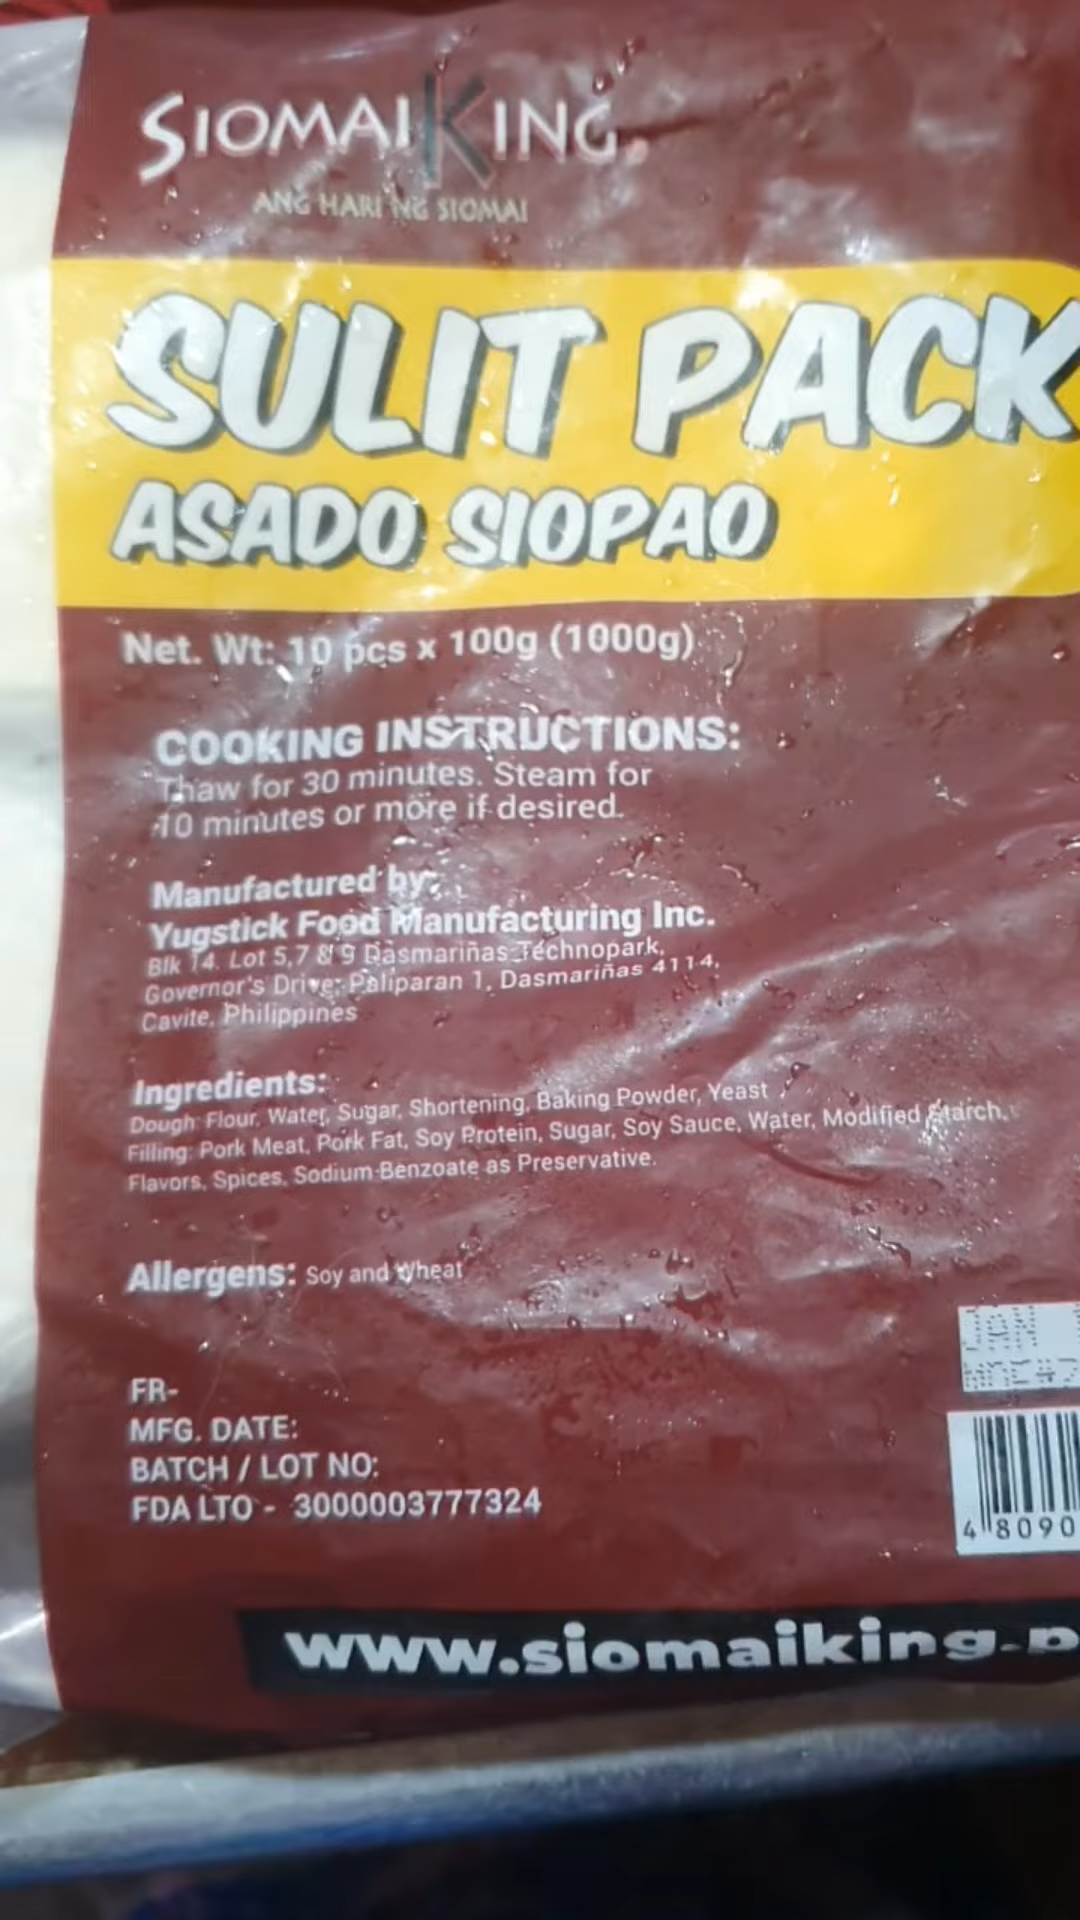 SIOMAI KING
ANG HARI NG SIOMAI
SULIT PACK
ASADO SIOPAO
Net. Wt: 10 pcs x 100g (1000g)
COOKING INSTRUCTIONS:
Thaw for 30 minutes. Steam for
10 minutes or more if desired.
Manufactured by:
Yugstick Food Manufacturing Inc.
Blk 14. Lot 5,7 & 9 Dasmariñas Technopark,
Governor's Drive, Paliparan 1, Dasmariñas 4114,
Cavite, Philippines
Ingredients:
Dough: Flour, Water, Sugar, Shortening, Baking Powder, Yeast
Filling: Pork Meat, Pork Fat, Soy Protein, Sugar, Soy Sauce, Water, Modified Starch,
Flavors, Spices, Sodium Benzoate as Preservative.
Allergens: Soy and Wheat
FR-
MFG. DATE:
BATCH / LOT NO:
FDA LTO - 3000003777324
4 8090
www.siomaiking.p